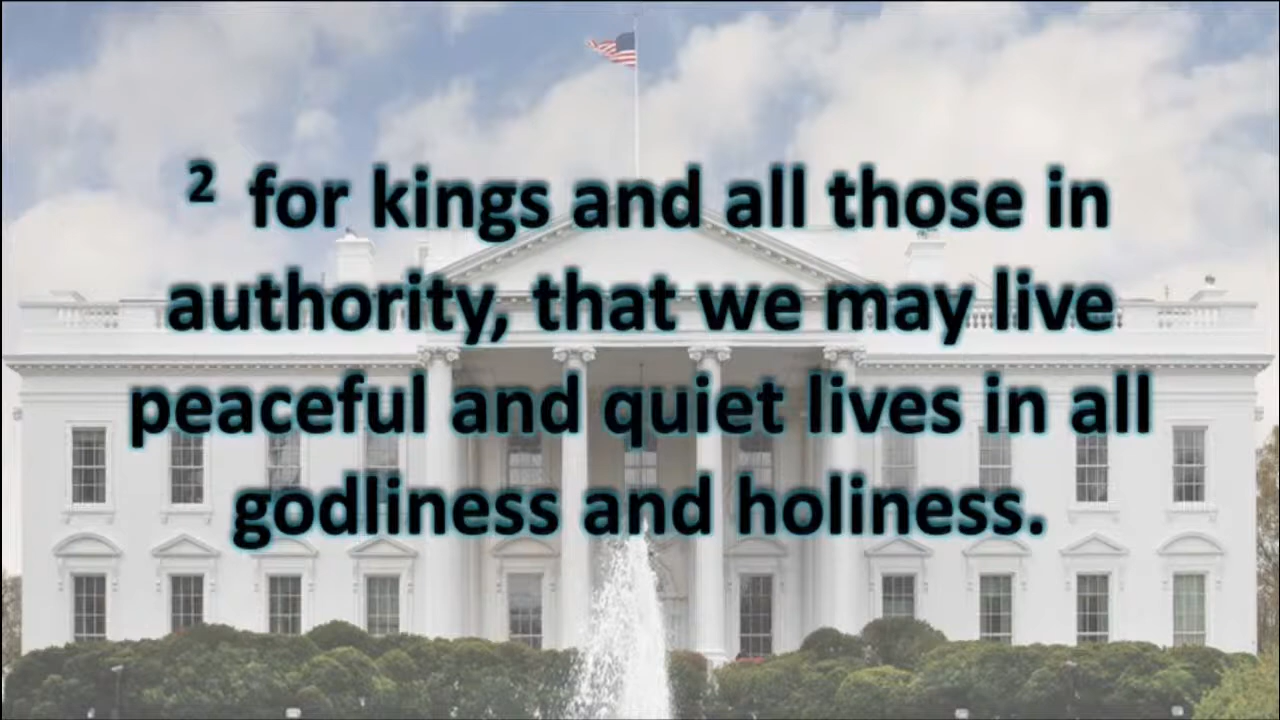 ² for kings and all those in
authority, that we may live
peaceful and quiet lives in all
godliness and holiness.